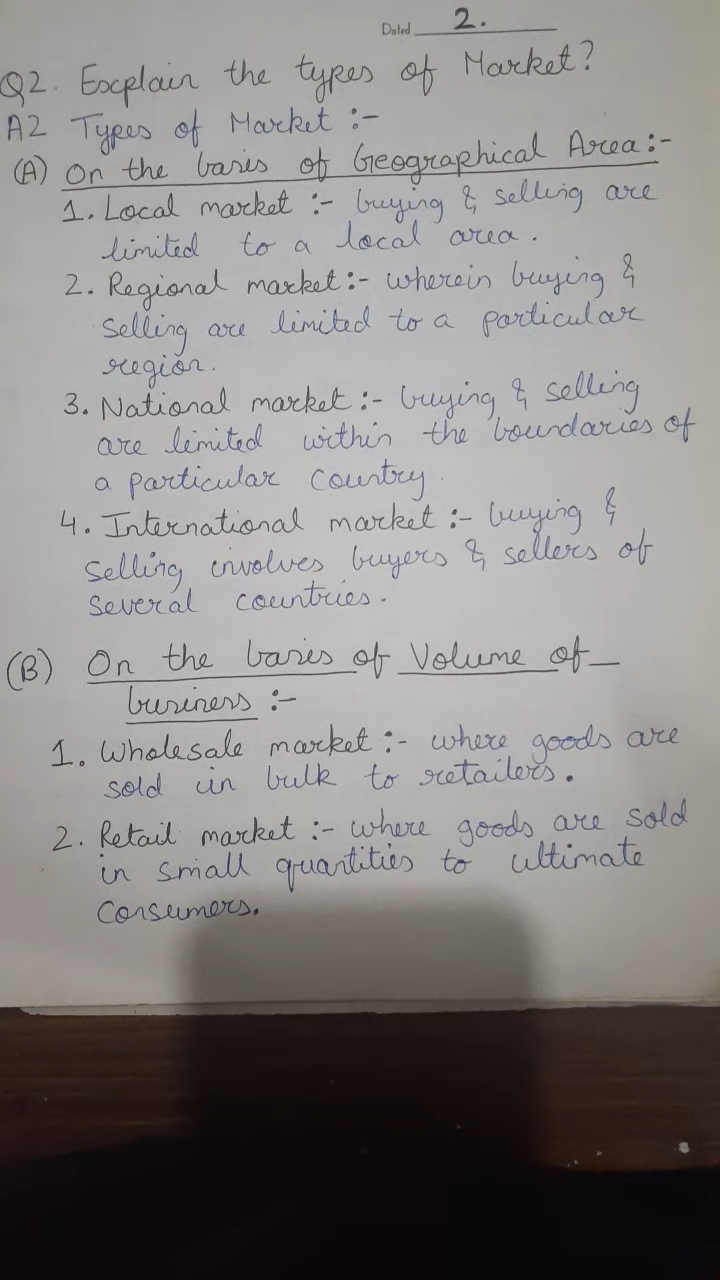 Dated 2.
Q2. Explain the types of Market?
A2 Types of Market :-
(A) On the basis of Geographical Area :-
1. Local market :- buying & selling are
limited to a local area.
2. Regional market :- wherein buying &
selling are limited to a particular
region.
3. National market :- buying & selling
are limited within the boundaries of
a particular country.
4. International market :- buying &
selling involves buyers & sellers of
several countries.
(B) On the basis of Volume of
business :-
1. Wholesale market :- where goods are
sold in bulk to retailers.
2. Retail market :- where goods are sold
in small quantities to ultimate
consumers.